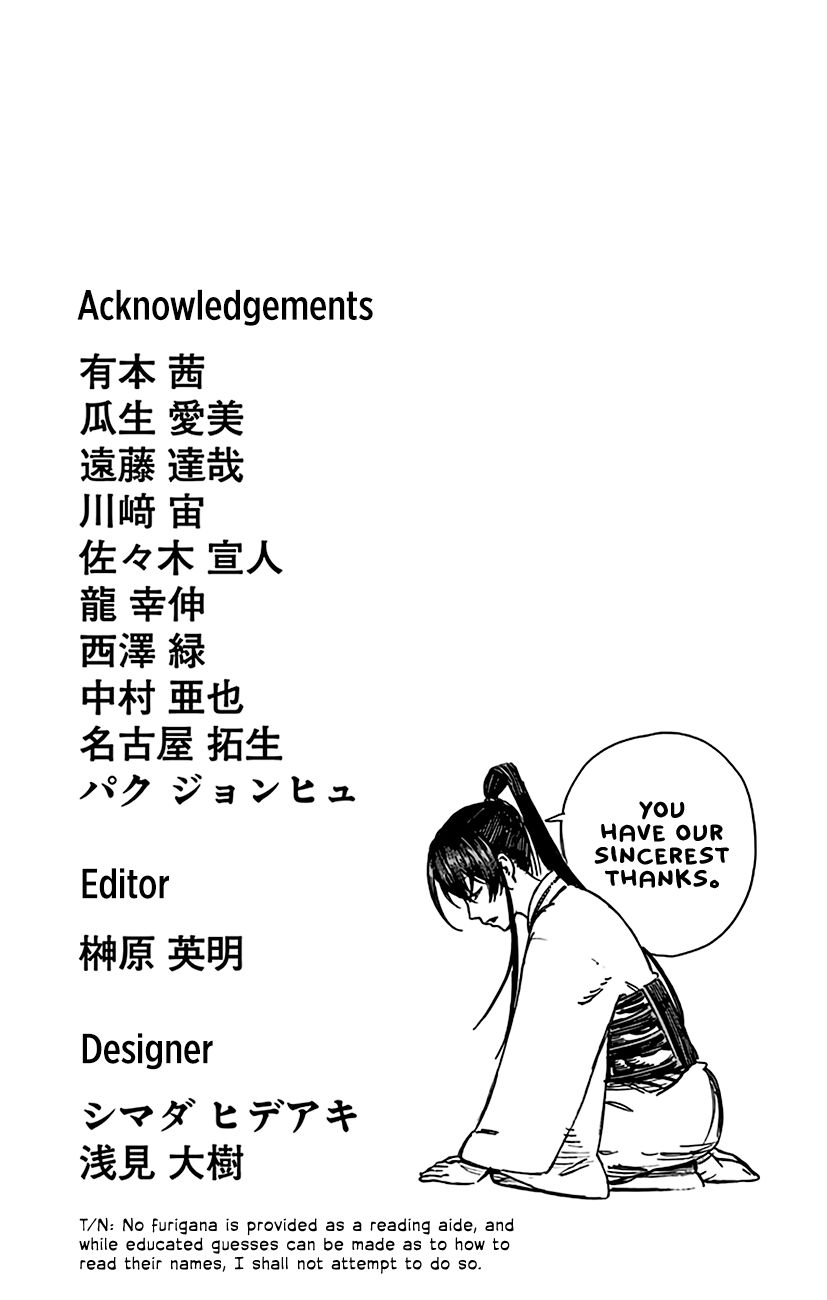 Acknowledgements
有本 茜
瓜生 愛美
遠藤 達哉
川﨑 宙
佐々木 宣人
龍 幸伸
西澤 緑
中村 亜也
名古屋 拓生
パク ジョンヒュ
Editor
榊原 英明
Designer
シマダ ヒデアキ
浅見 大樹
YOU
HAVE OUR
SINCEREST
THANKS.
T/N: No furigana is provided as a reading aide, and
while educated guesses can be made as to how to
read their names, I shall not attempt to do so.